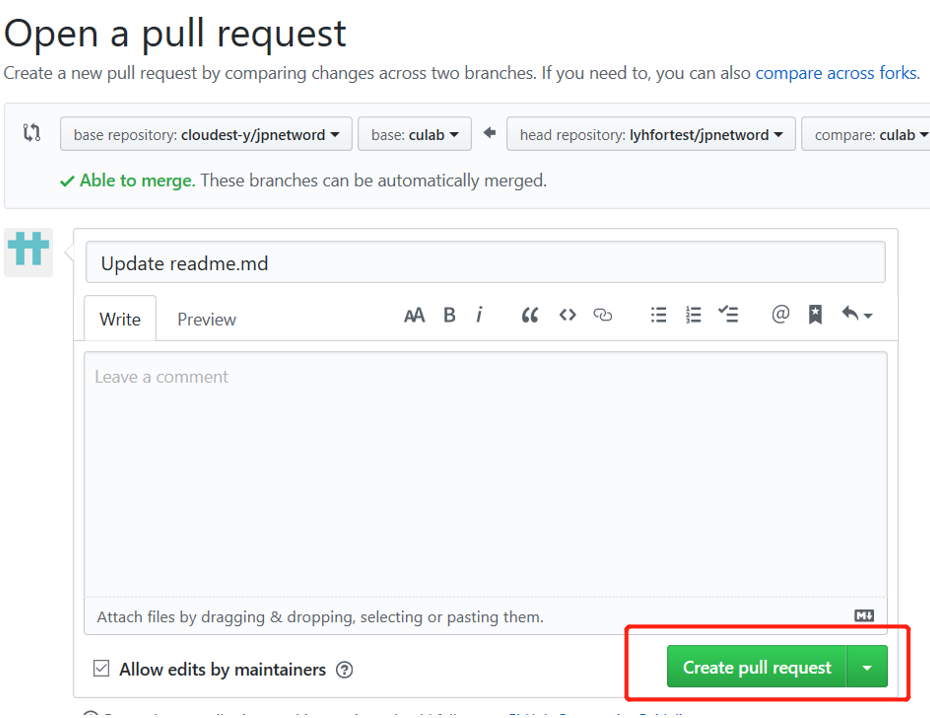 Open a pull request
Create a new pull request by comparing changes across two branches. If you need to, you can also compare across forks.
base repository: cloudest-y/jpnetword base: culab head repository: lyhfortest/jpnetword compare: culab
Able to merge. These branches can be automatically merged.
Update readme.md
Write Preview AA B i
Leave a comment
Attach files by dragging & dropping, selecting or pasting them.
Allow edits by maintainers
Create pull request